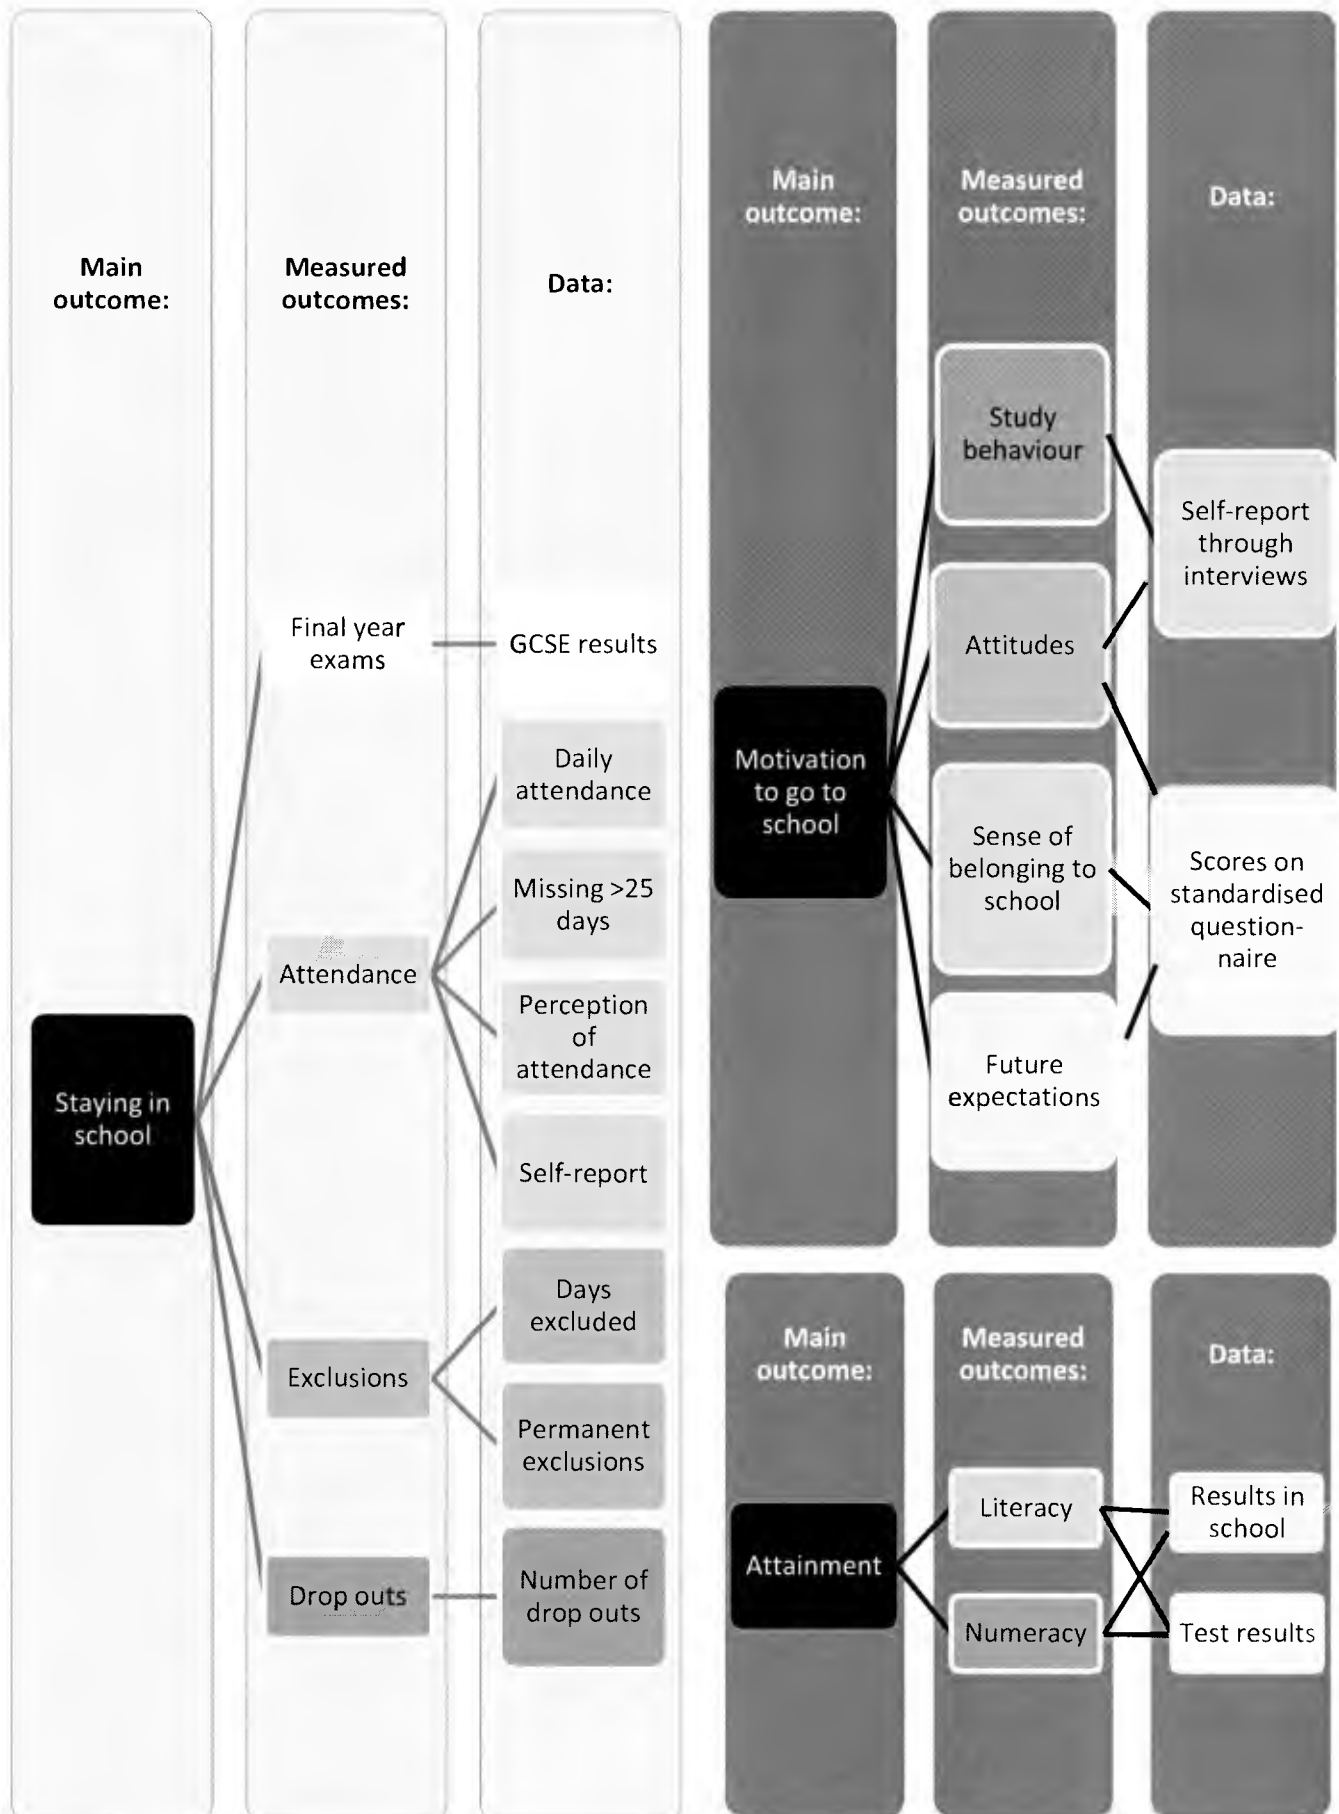 Main
outcome:
Measured
outcomes:
Data:
Staying in
school
Final year
exams
Attendance
Exclusions
Drop outs
GCSE results
Daily
attendance
Missing >25
days
Perception
of
attendance
Self-report
Days
excluded
Permanent
exclusions
Number of
drop outs
Main
outcome:
Measured
outcomes:
Data:
Motivation
to go to
school
Study
behaviour
Attitudes
Sense of
belonging to
school
Future
expectations
Self-report
through
interviews
Scores on
standardised
question-
naire
Main
outcome:
Measured
outcomes:
Data:
Attainment
Literacy
Numeracy
Results in
school
Test results